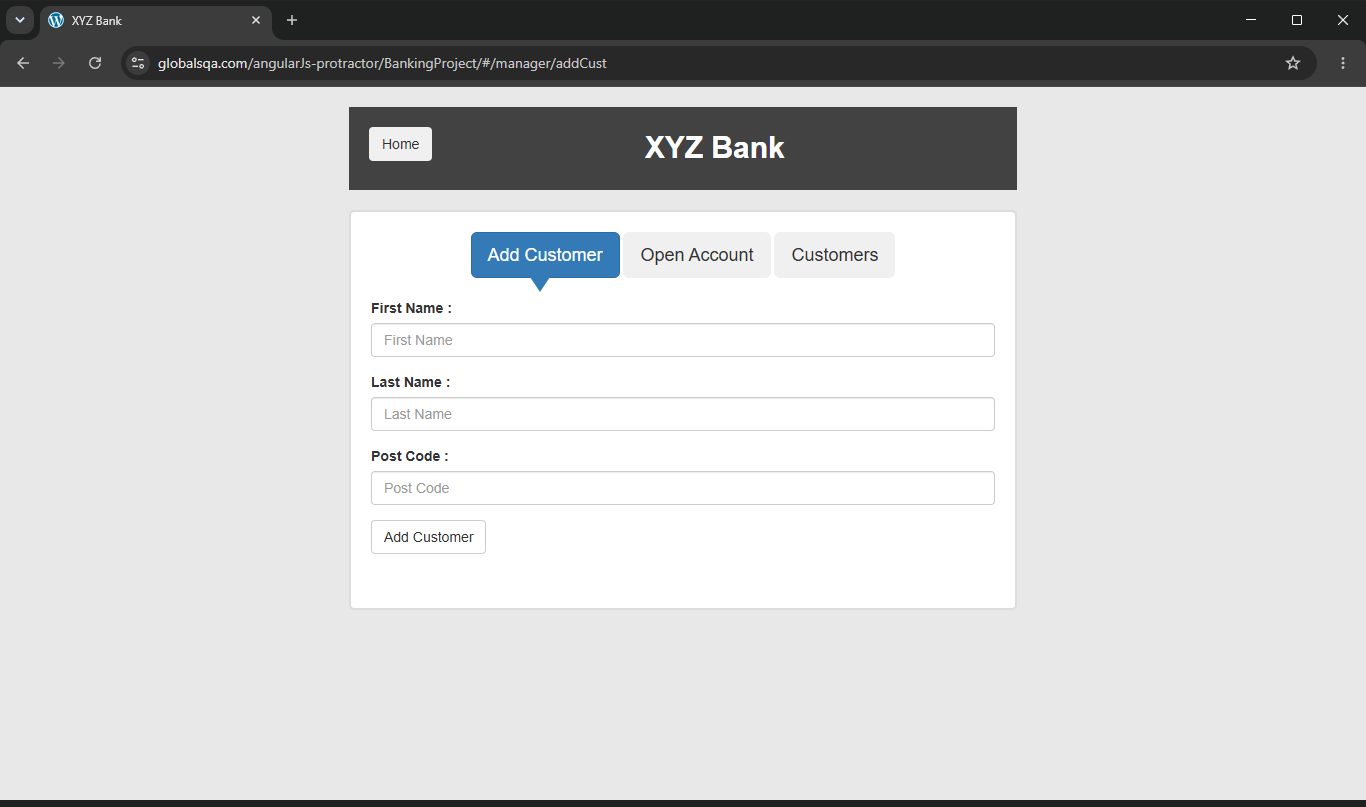 XYZ Bank
globalsqa.com/angularJs-protractor/BankingProject/#/manager/addCust
Home
XYZ Bank
Add Customer
Open Account
Customers
First Name :
First Name
Last Name :
Last Name
Post Code :
Post Code
Add Customer